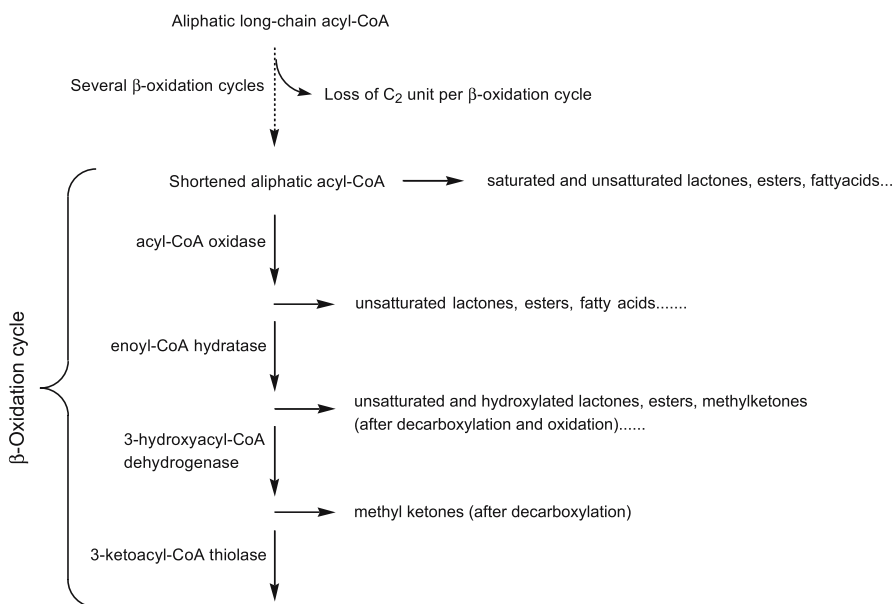 Aliphatic long-chain acyl-CoA
Several β-oxidation cycles
Loss of C2 unit per β-oxidation cycle
Shortened aliphatic acyl-CoA
saturated and unsatturated lactones, esters, fattyacids...
acyl-CoA oxidase
unsatturated lactones, esters, fatty acids.......
enoyl-CoA hydratase
unsatturated and hydroxylated lactones, esters, methylketones
(after decarboxylation and oxidation)......
3-hydroxyacyl-CoA
dehydrogenase
methyl ketones (after decarboxylation)
3-ketoacyl-CoA thiolase
β-Oxidation cycle